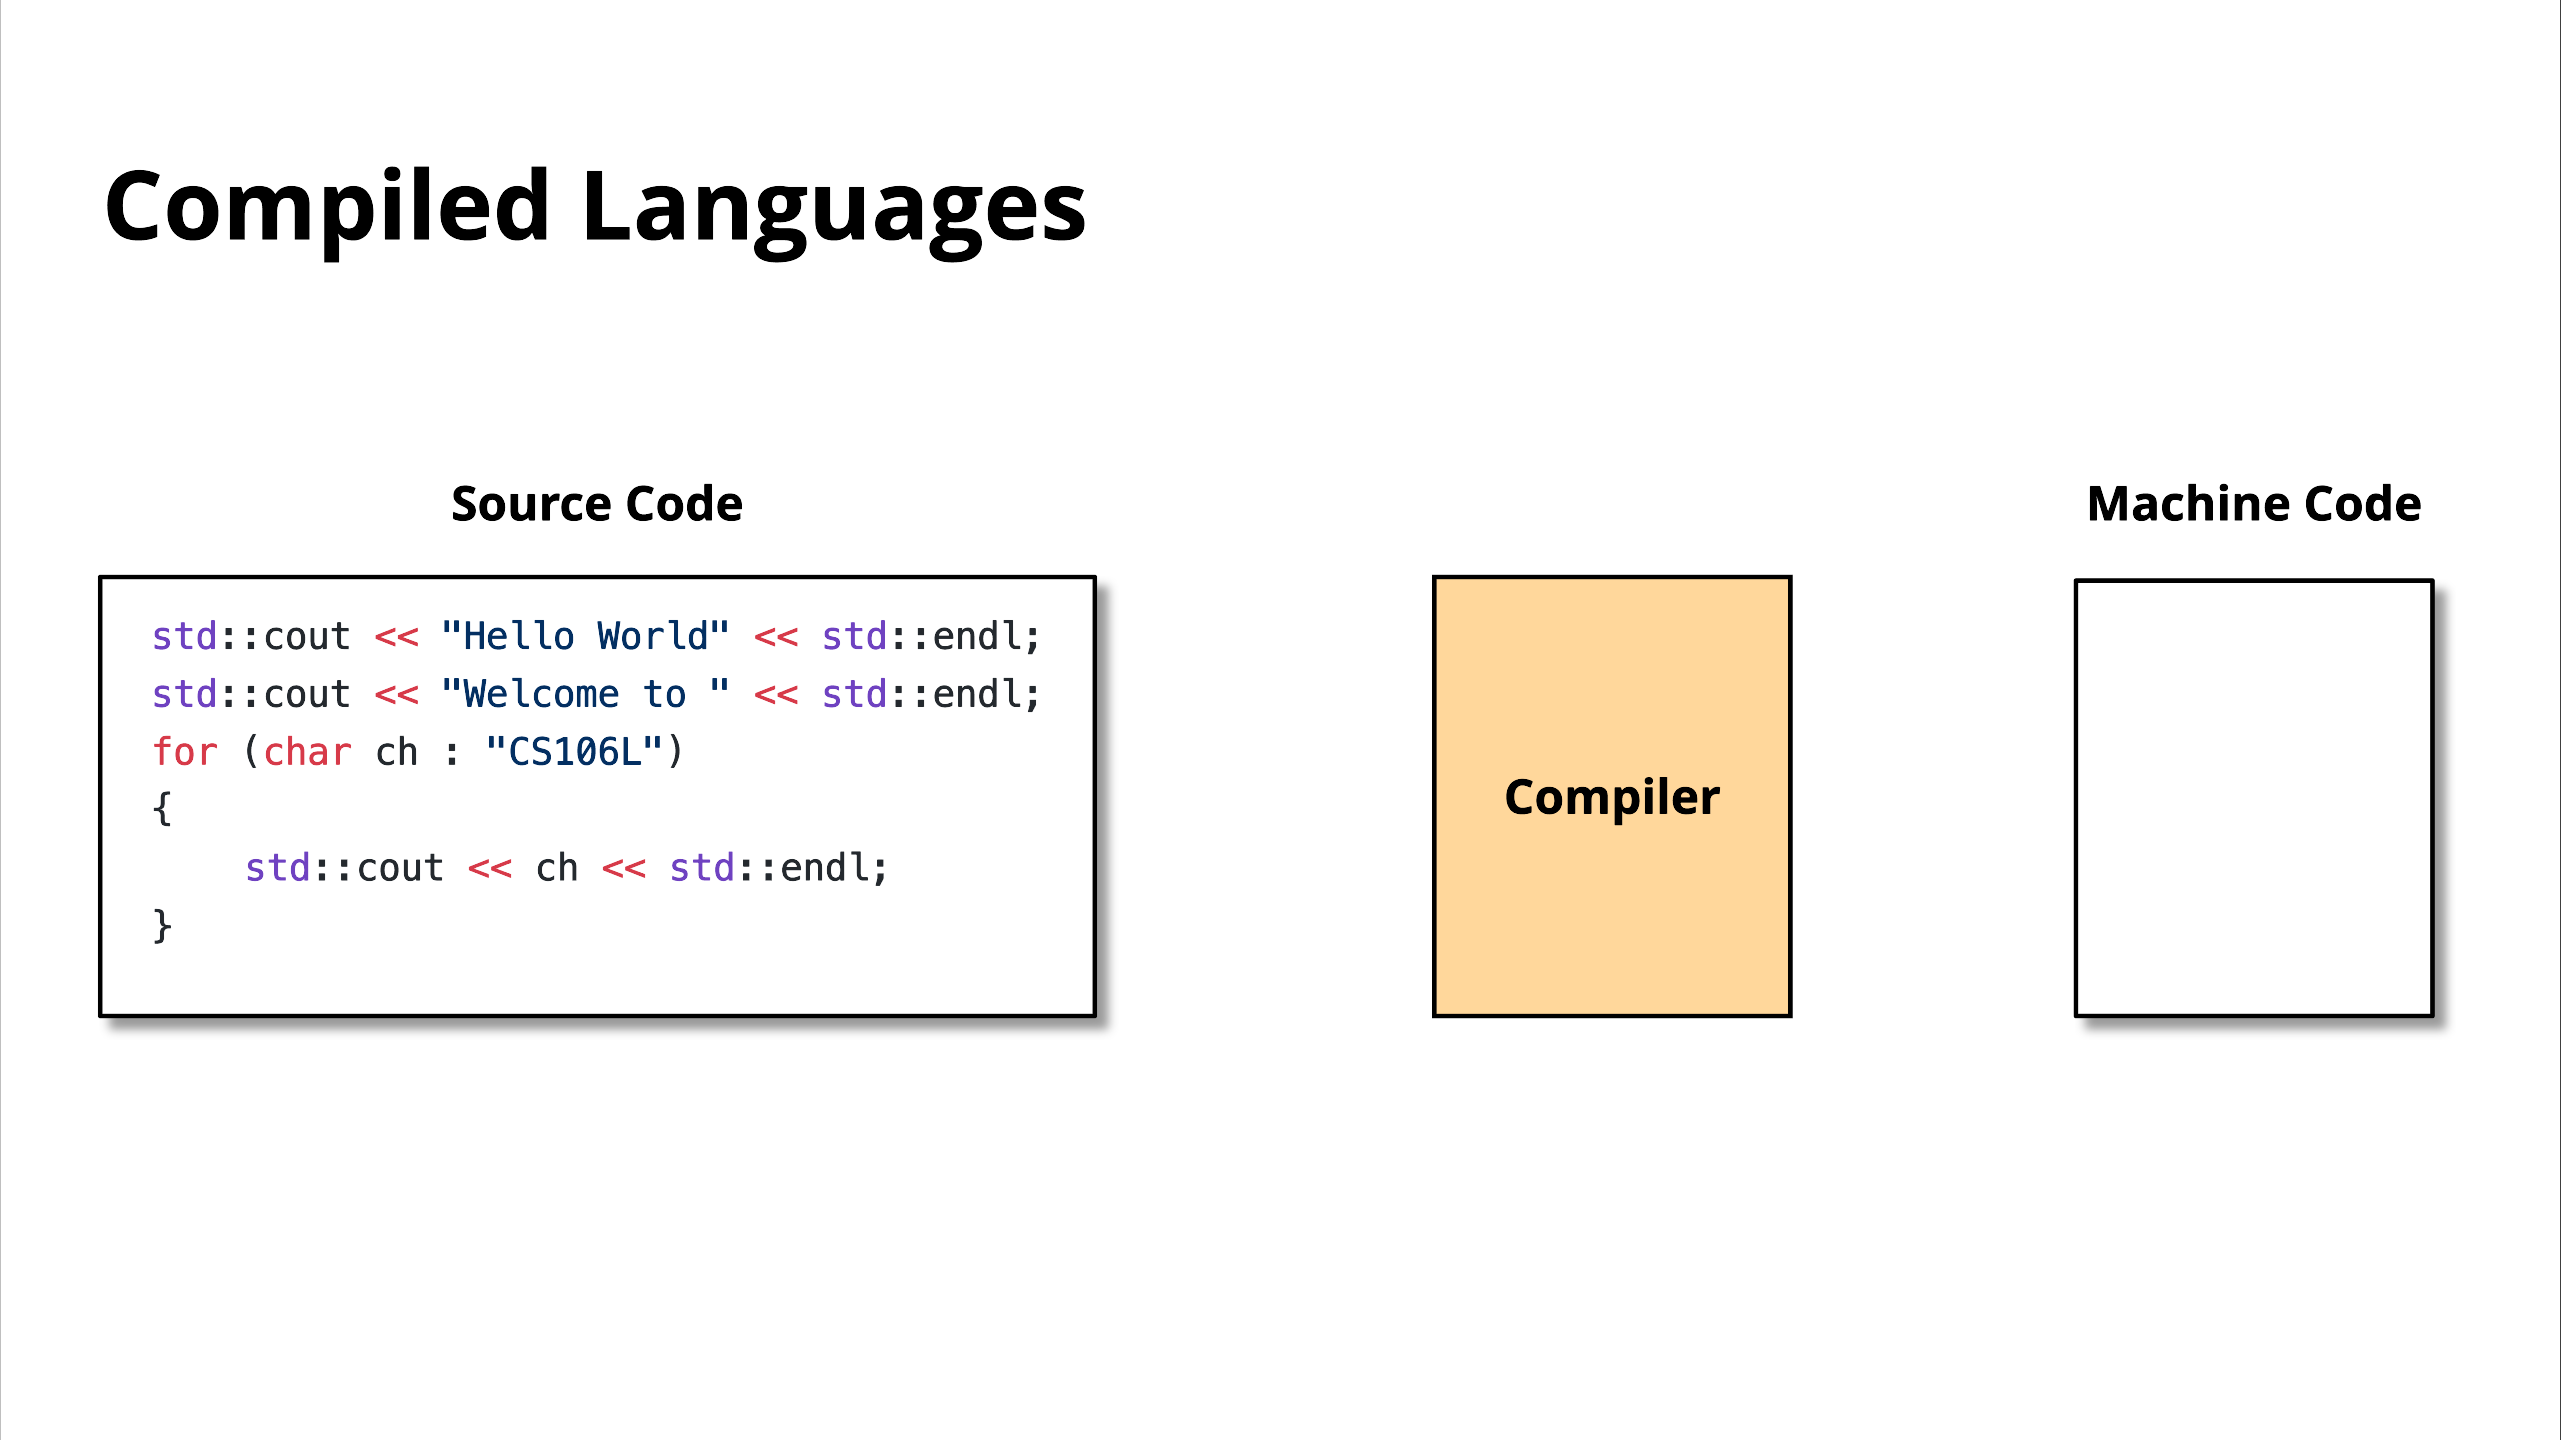 Compiled Languages
Source Code
std::cout << "Hello World" << std::endl;
std::cout << "Welcome to " << std::endl;
for (char ch : "CS106L")
{
    std::cout << ch << std::endl;
}
Compiler
Machine Code